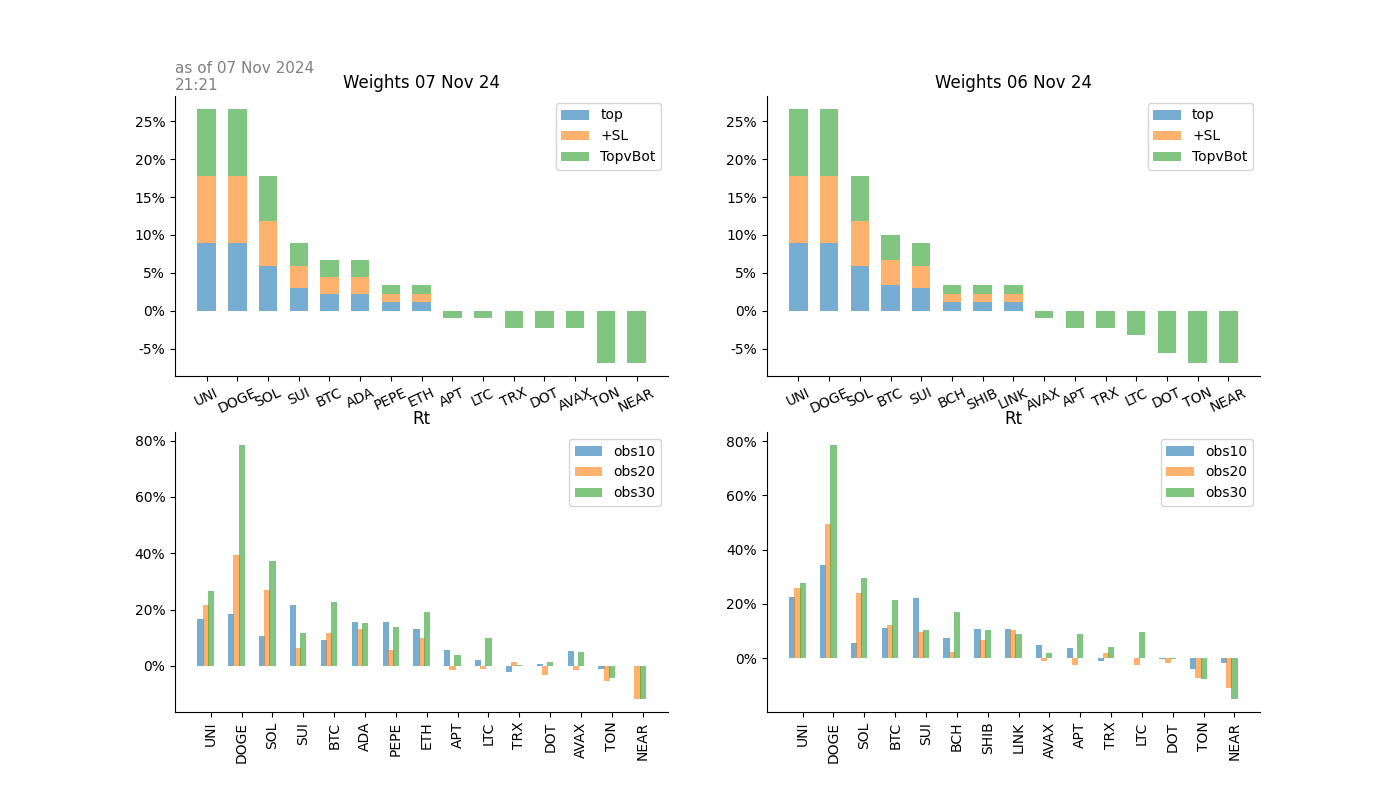 as of 07 Nov 2024
21:21
Weights 07 Nov 24
25%
20%
15%
10%
5%
0%
-5%
top
+SL
TopvBot
UNI DOGE SOL SUI BTC ADA PEPE ETH APT LTC TRX DOT AVAX TON NEAR
Weights 06 Nov 24
25%
20%
15%
10%
5%
0%
-5%
top
+SL
TopvBot
UNI DOGE SOL BTC SUI BCH SHIB LINK AVAX APT TRX LTC DOT TON NEAR
Rt
80%
60%
40%
20%
0%
obs10
obs20
obs30
UNI DOGE SOL SUI BTC ADA PEPE ETH APT LTC TRX DOT AVAX TON NEAR
Rt
80%
60%
40%
20%
0%
obs10
obs20
obs30
UNI DOGE SOL BTC SUI BCH SHIB LINK AVAX APT TRX LTC DOT TON NEAR